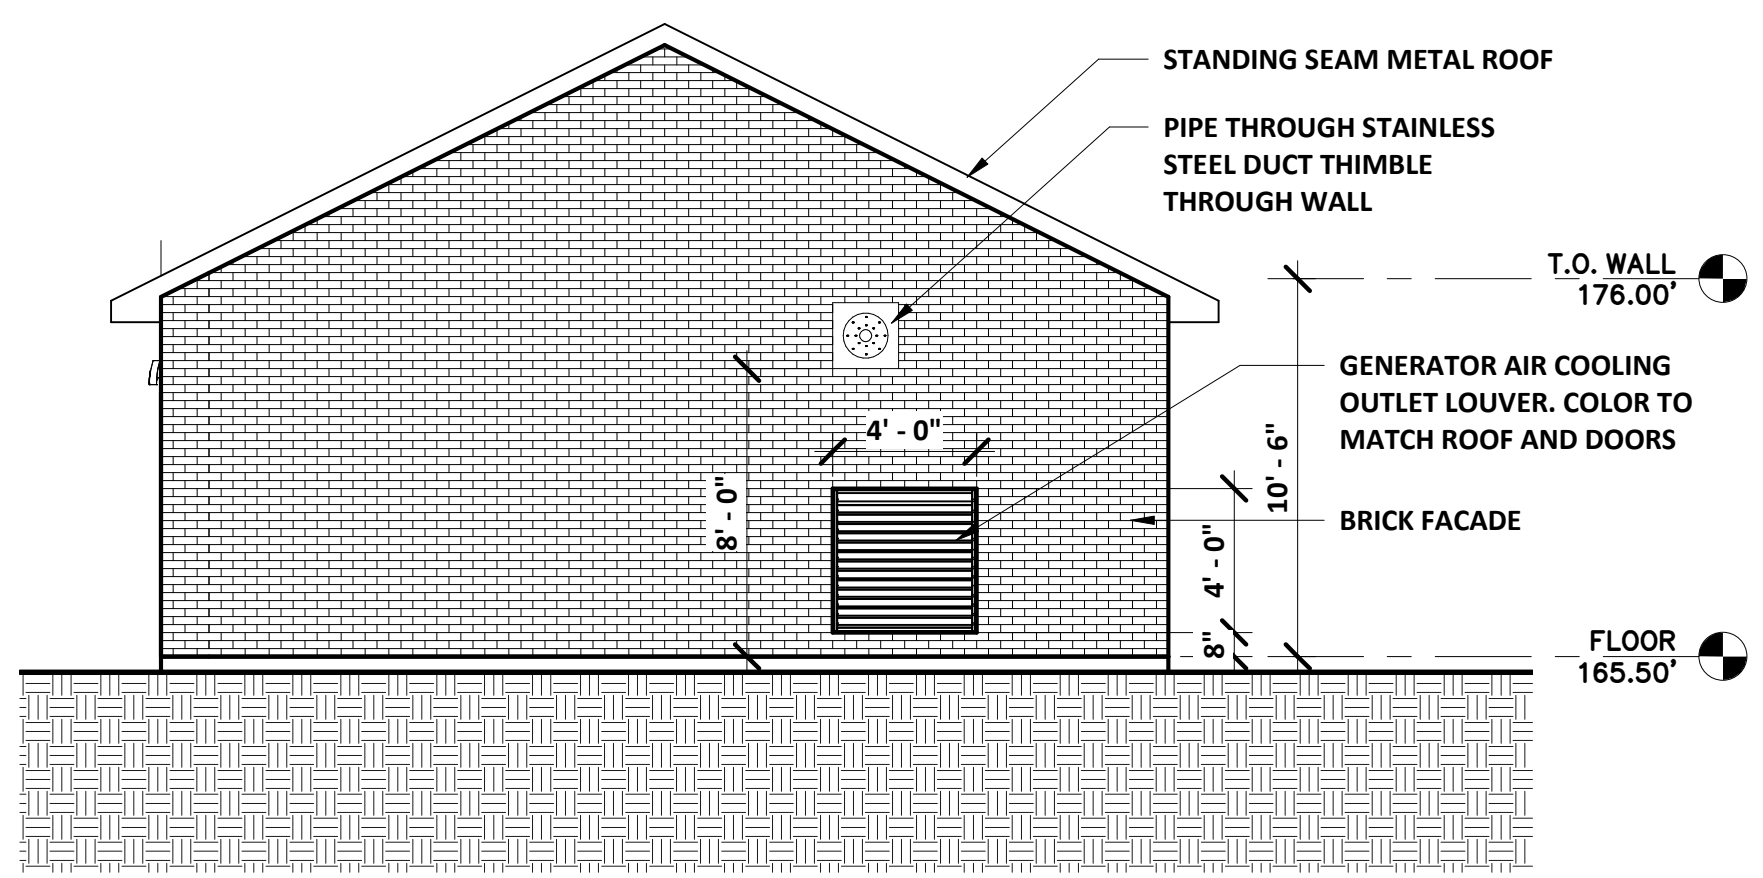 STANDING SEAM METAL ROOF
PIPE THROUGH STAINLESS
STEEL DUCT THIMBLE
THROUGH WALL
T.O. WALL
176.00'
GENERATOR AIR COOLING
OUTLET LOUVER. COLOR TO
MATCH ROOF AND DOORS
4' - 0"
10' - 6"
8' - 0"
BRICK FACADE
4' - 0"
8"
FLOOR
165.50'